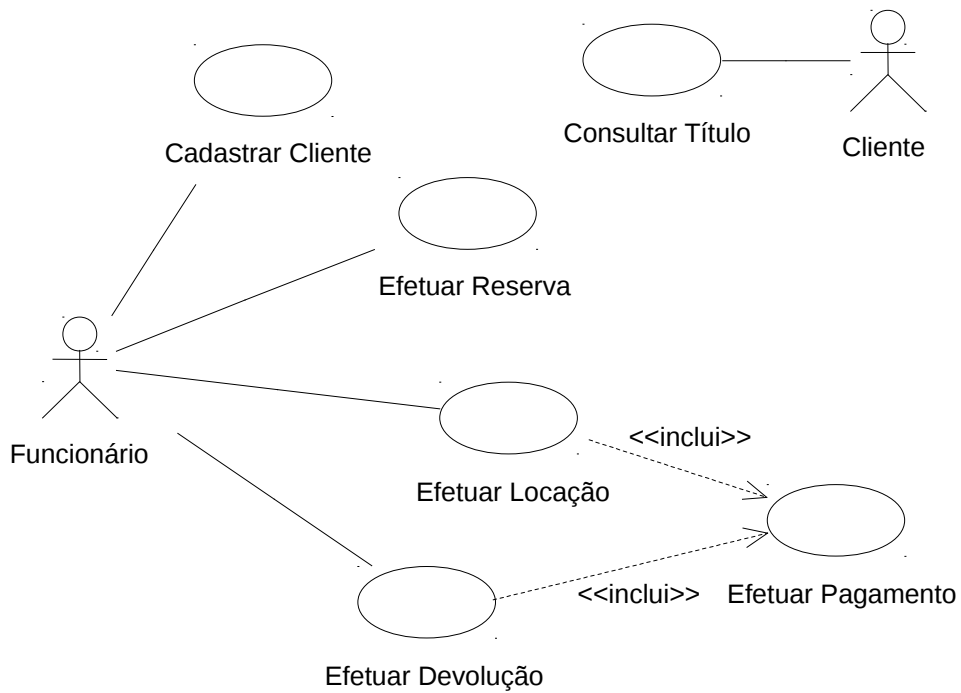 Consultar Título
Cliente
Cadastrar Cliente
Efetuar Reserva
Funcionário
<<inclui>>
Efetuar Locação
<<inclui>>
Efetuar Pagamento
Efetuar Devolução